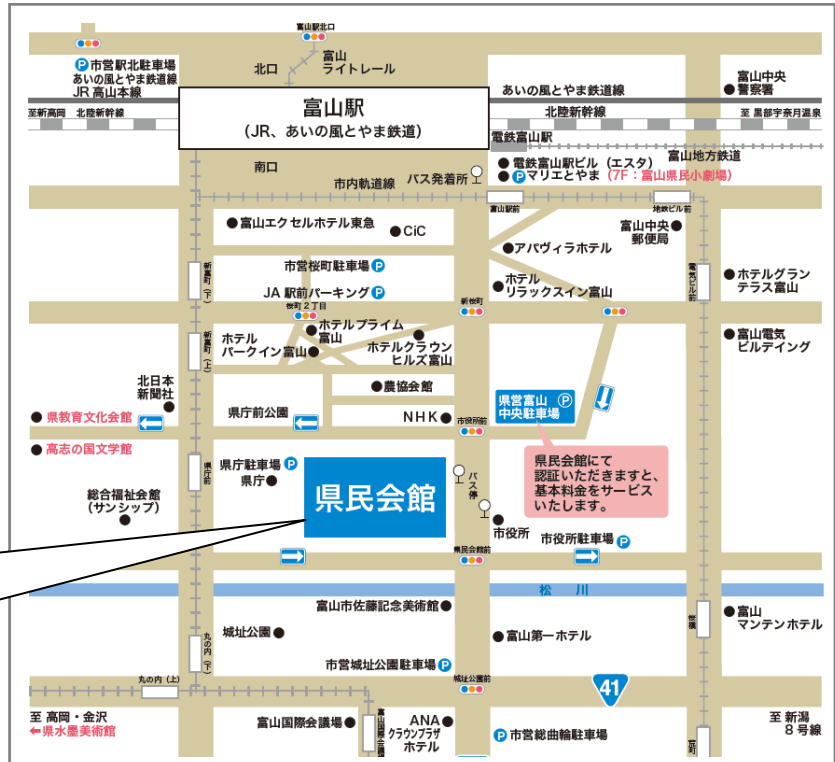 富山駅北口
P 市営駅北駐車場
あいの風とやま鉄道線
JR 高山本線
北口
富山
ライトレール
富山駅
(JR、あいの風とやま鉄道)
あいの風とやま鉄道線
富山中央
警察署
至新高岡 北陸新幹線
北陸新幹線
至 黒部宇奈月温泉
電鉄富山駅
富山地方鉄道
南口
バス発着所
電鉄富山駅ビル(エスタ)
P マリエとやま(7F:富山県民小劇場)
市内軌道線
富山駅前
地鉄ビル前
富山エクセルホテル東急
CiC
富山中央
郵便局
アパヴィラホテル
市営桜町駐車場 P
新富町(下)
電気ビル前
ホテルグラン
テラス富山
ホテル
リラックスイン富山
JA 駅前パーキング P
桜町2丁目
新桜町
ホテルプライム
富山
新富町(上)
ホテル
パークイン富山
ホテルクラウン
ヒルズ富山
富山電気
ビルデイング
北日本
新聞社
農協会館
県営富山 P
中央駐車場
県教育文化会館
県庁前公園
NHK
市役所前
高志の国文学館
県庁前
県庁駐車場 P
県庁
県民会館
バス停
県民会館にて
認証いただきますと、
基本料金をサービス
いたします。
総合福祉会館
(サンシップ)
市役所
市役所駐車場 P
県民会館前
松川
富山市佐藤記念美術館
城址公園
丸の内(下)
富山第一ホテル
桜橋
富山
マンテンホテル
市営城址公園駐車場 P
城址公園前
41
丸の内(上)
至 高岡・金沢
←県水墨美術館
富山国際会議場
富山国際会議場
ANA
クラウンプラザ
ホテル
P 市営総曲輪駐車場
荒町
至 新潟
8号線